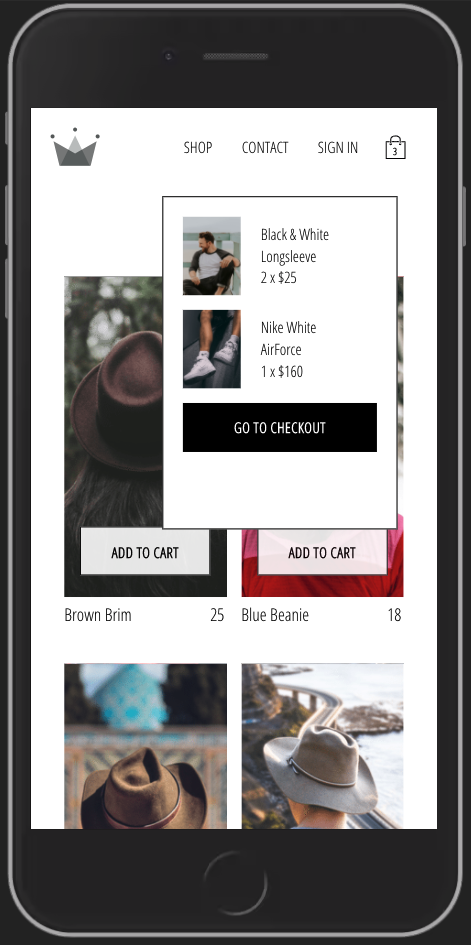 SHOP CONTACT SIGN IN 3
Black & White
Longsleeve
2 x $25
Nike White
AirForce
1 x $160
GO TO CHECKOUT
ADD TO CART ADD TO CART
Brown Brim 25 Blue Beanie 18